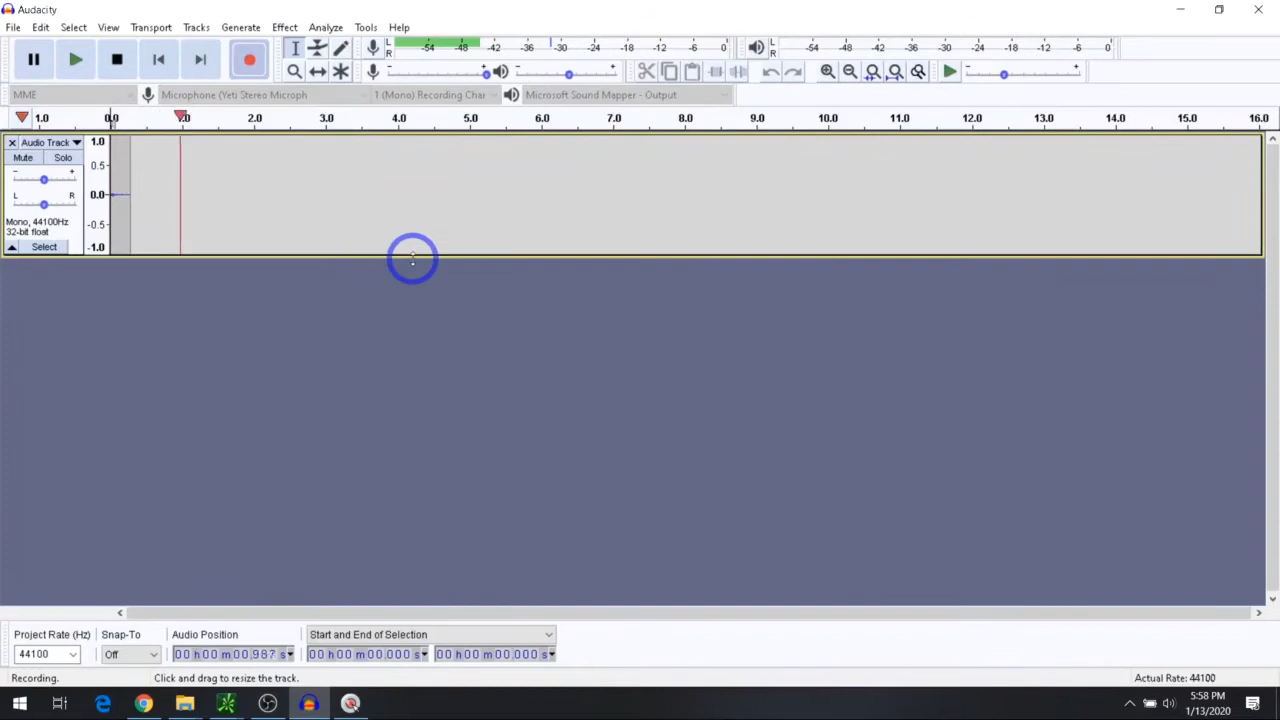 Audacity
File Edit Select View Transport Tracks Generate Effect Analyze Tools Help
L R -54 -48 -42 -36 -30 -24 -18 -12 -6 0 L R -54 -48 -42 -36 -30 -24 -18 -12 -6 0
MME Microphone (Yeti Stereo Microph 1 (Mono) Recording Char Microsoft Sound Mapper - Output
1.0 0.0 1.0 2.0 3.0 4.0 5.0 6.0 7.0 8.0 9.0 10.0 11.0 12.0 13.0 14.0 15.0 16.0
Audio Track 1.0
Mute Solo
0.5
- +
L R 0.0
Mono, 44100Hz -0.5
32-bit float
Select -1.0
Project Rate (Hz) Snap-To Audio Position Start and End of Selection
44100 Off 00 h 00 m 00.987 s 00 h 00 m 00.000 s 00 h 00 m 00.000 s
Recording. Click and drag to resize the track. Actual Rate: 44100
5:58 PM
1/13/2020